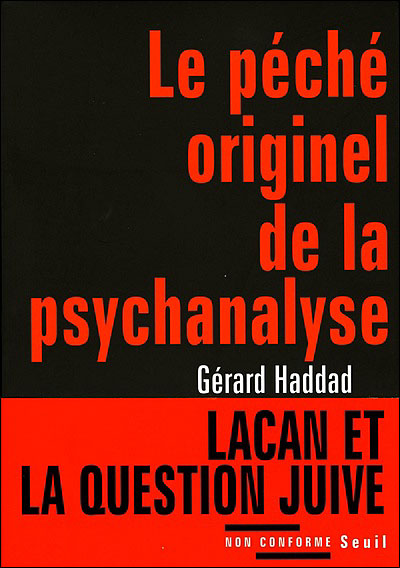 Le péché
originel
de la
psychanalyse
Gérard Haddad
LACAN ET
LA QUESTION JUIVE
NON CONFORME Seuil